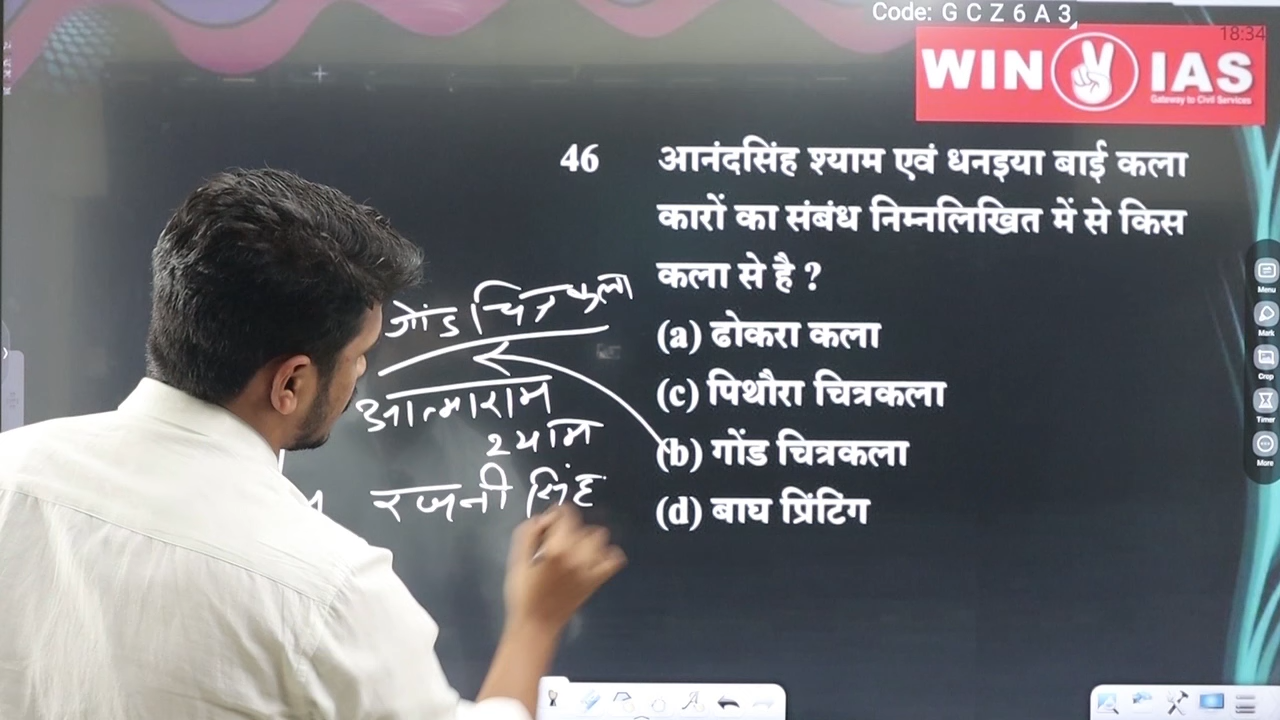 Code: G C Z 6 A 3
18:34
WIN IAS
Gateway to Civil Services
46 आनंदसिंह श्याम एवं धनइया बाई कला
कारों का संबंध निम्नलिखित में से किस
कला से है ?
(a) ढोकरा कला
(c) पिथौरा चित्रकला
(b) गोंड चित्रकला
(d) बाघ प्रिंटिंग
गोंड चित्रकला
आत्माराम
श्याम
रजनी सिंह
Menu
Mark
Crop
Timer
More